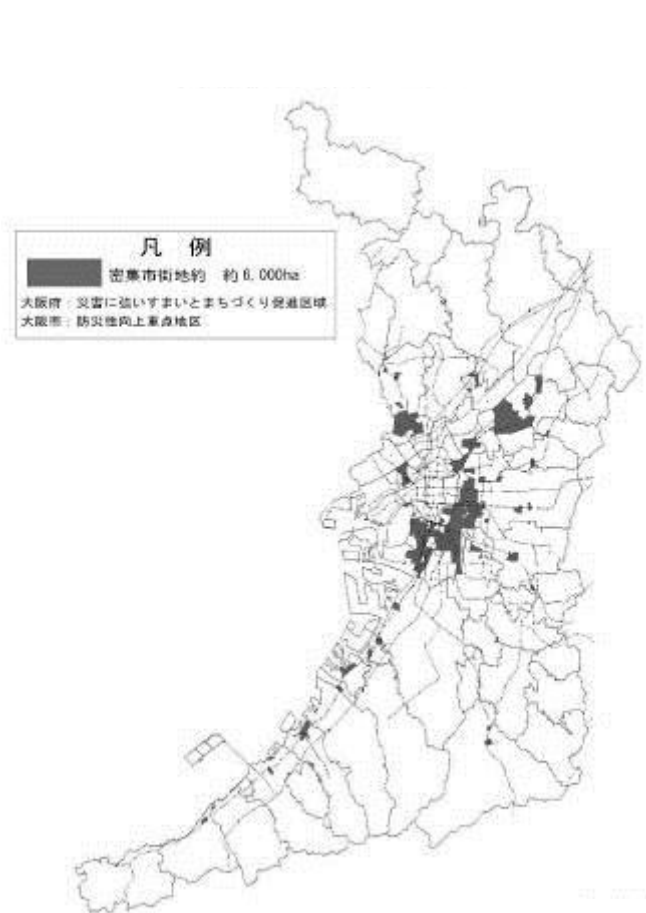 凡 例
密集市街地約 約6,000ha
大阪府：災害に強いすまいとまちづくり促進区域
大阪市：防災性向上重点地区